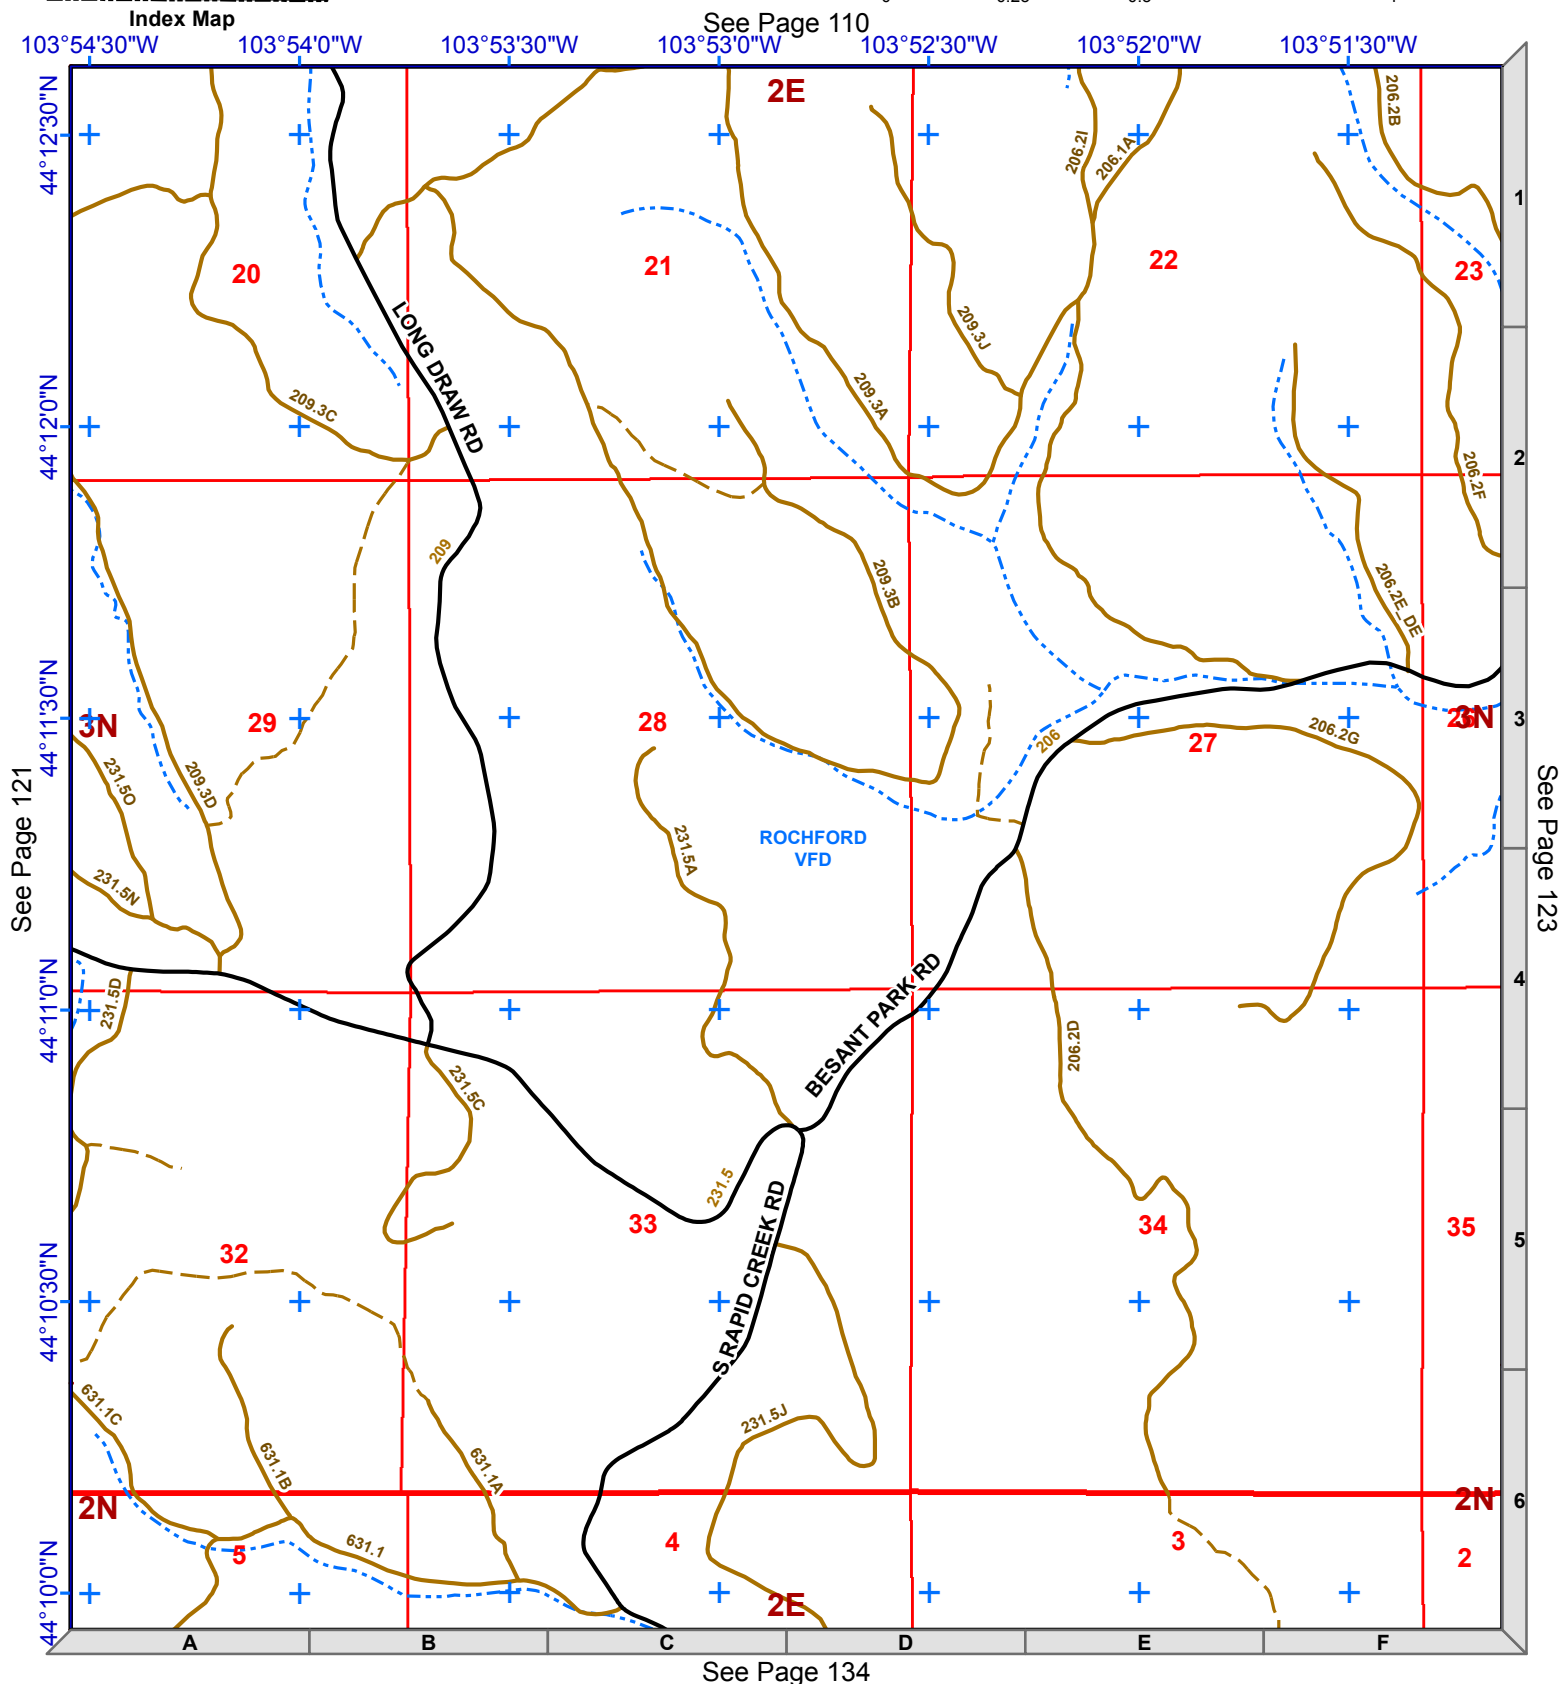 Index Map
See Page 110
103°54'30"W
103°54'0"W
103°53'30"W
103°53'0"W
103°52'30"W
103°52'0"W
103°51'30"W
2E
44°12'30"N
206.2I
206.1A
206.2B
1
20
21
22
23
LONG DRAW RD
209.3J
209.3C
209.3A
44°12'0"N
2
206.2F
209
209.3B
206.2E_DE
44°11'30"N
3N
29
28
206
27
206.2G
3N
3
See Page 121
231.5O
209.3D
231.5A
ROCHFORD
VFD
See Page 123
231.5N
BESANT PARK RD
4
44°11'0"N
231.5D
231.5C
206.2D
231.5
33
34
35
5
32
S RAPID CREEK RD
44°10'30"N
631.1C
231.5J
631.1B
631.1A
2N
2N
6
5
631.1
4
3
2
44°10'0"N
2E
A
B
C
D
E
F
See Page 134